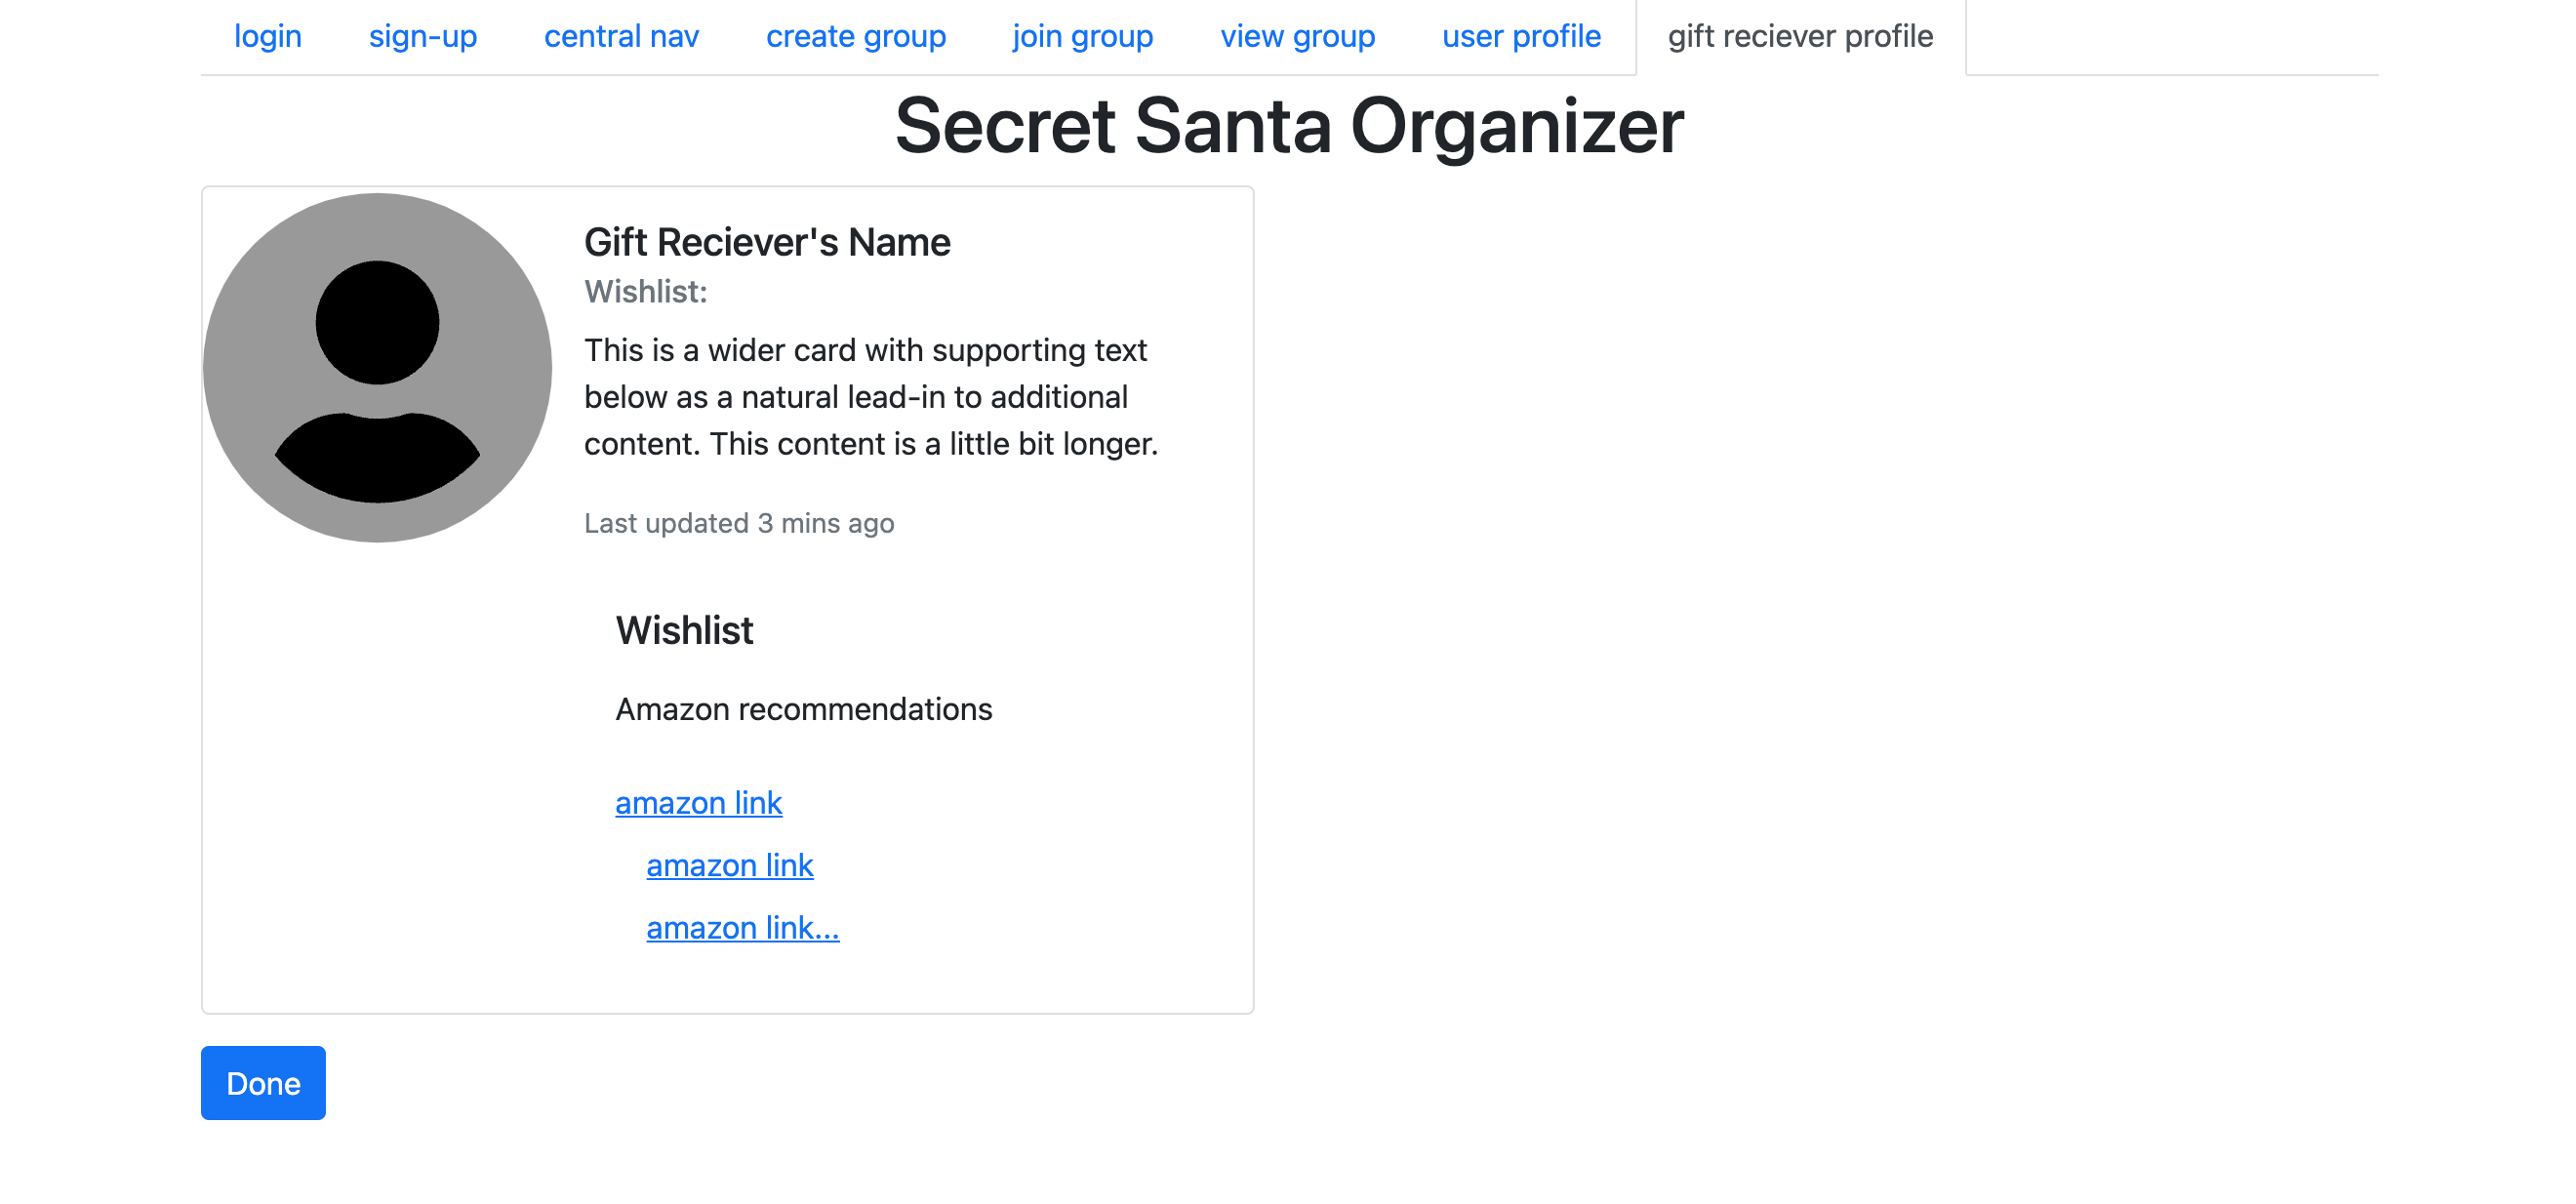 login sign-up central nav create group join group view group user profile gift reciever profile
Secret Santa Organizer
Gift Reciever's Name
Wishlist:
This is a wider card with supporting text
below as a natural lead-in to additional
content. This content is a little bit longer.
Last updated 3 mins ago
Wishlist
Amazon recommendations
amazon link
amazon link
amazon link...
Done